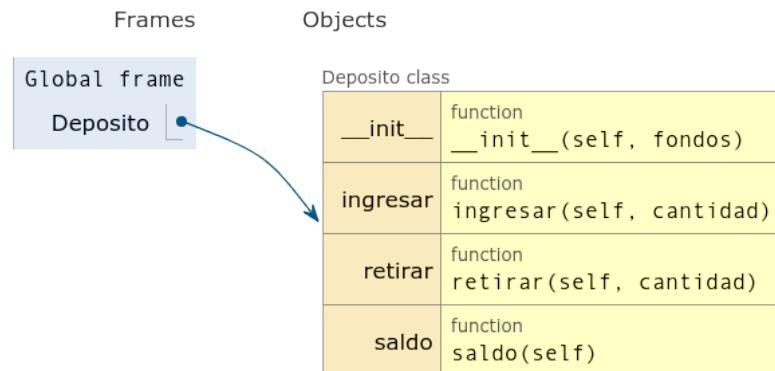 Frames Objects
Global frame
Deposito
Deposito class
__init__ function
__init__(self, fondos)
ingresar function
ingresar(self, cantidad)
retirar function
retirar(self, cantidad)
saldo function
saldo(self)